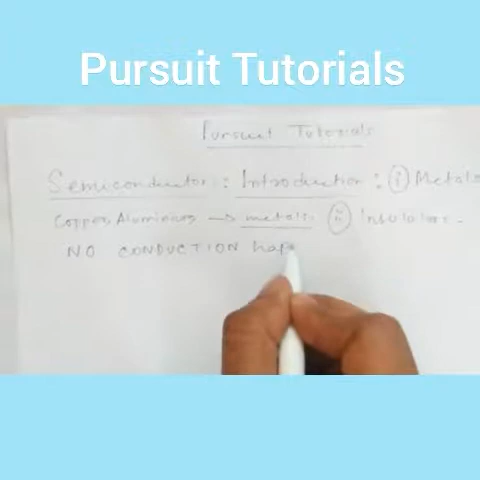 Pursuit Tutorials
Pursuit Tutorials
Semiconductor: Introduction: (i) Metals
Copper, Aluminium → metals. (ii) Insulators.
NO CONDUCTION hap